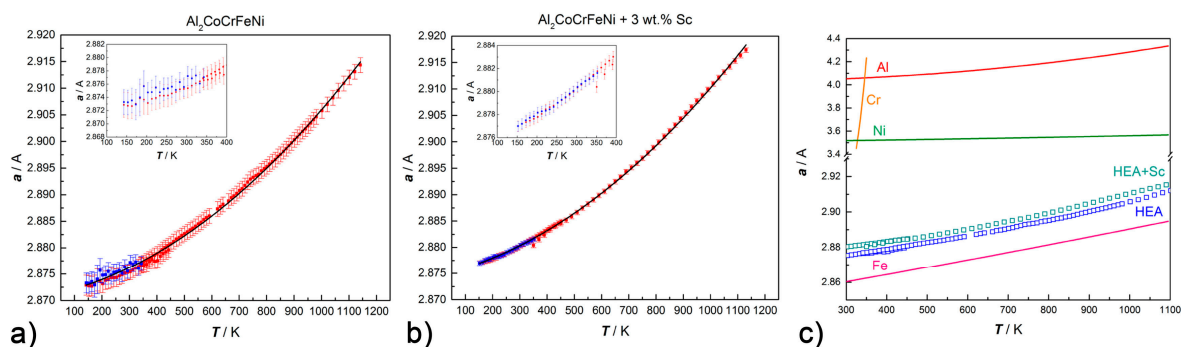 Al₂CoCrFeNi
2.920
2.915
2.910
2.905
2.900
2.895
2.890
2.885
2.880
2.875
2.870
a / Å
100 200 300 400 500 600 700 800 900 1000 1100 1200
T / K
2.882
2.880
2.878
2.876
2.874
2.872
2.870
2.868
a / Å
100 150 200 250 300 350 400
T / K
a)
Al₂CoCrFeNi + 3 wt.% Sc
2.920
2.915
2.910
2.905
2.900
2.895
2.890
2.885
2.880
2.875
2.870
a / Å
100 200 300 400 500 600 700 800 900 1000 1100 1200
T / K
2.884
2.882
2.880
2.878
2.876
a / Å
100 150 200 250 300 350 400
T / K
b)
4.4
4.2
4.0
3.8
3.6
3.4
2.92
2.90
2.88
2.86
a / Å
Al
Cr
Ni
HEA+Sc
HEA
Fe
300 400 500 600 700 800 900 1000 1100
T / K
c)